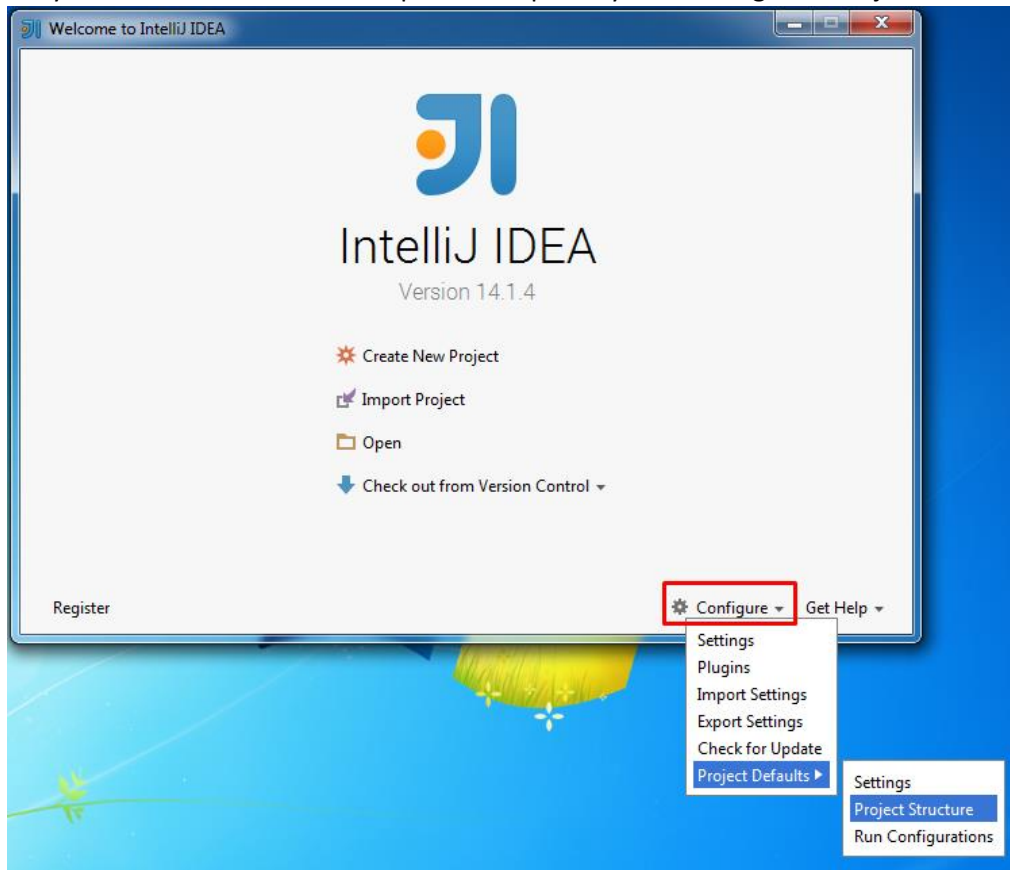 Welcome to IntelliJ IDEA
IntelliJ IDEA
Version 14.1.4
Create New Project
Import Project
Open
Check out from Version Control
Register
Configure
Get Help
Settings
Plugins
Import Settings
Export Settings
Check for Update
Project Defaults
Settings
Project Structure
Run Configurations